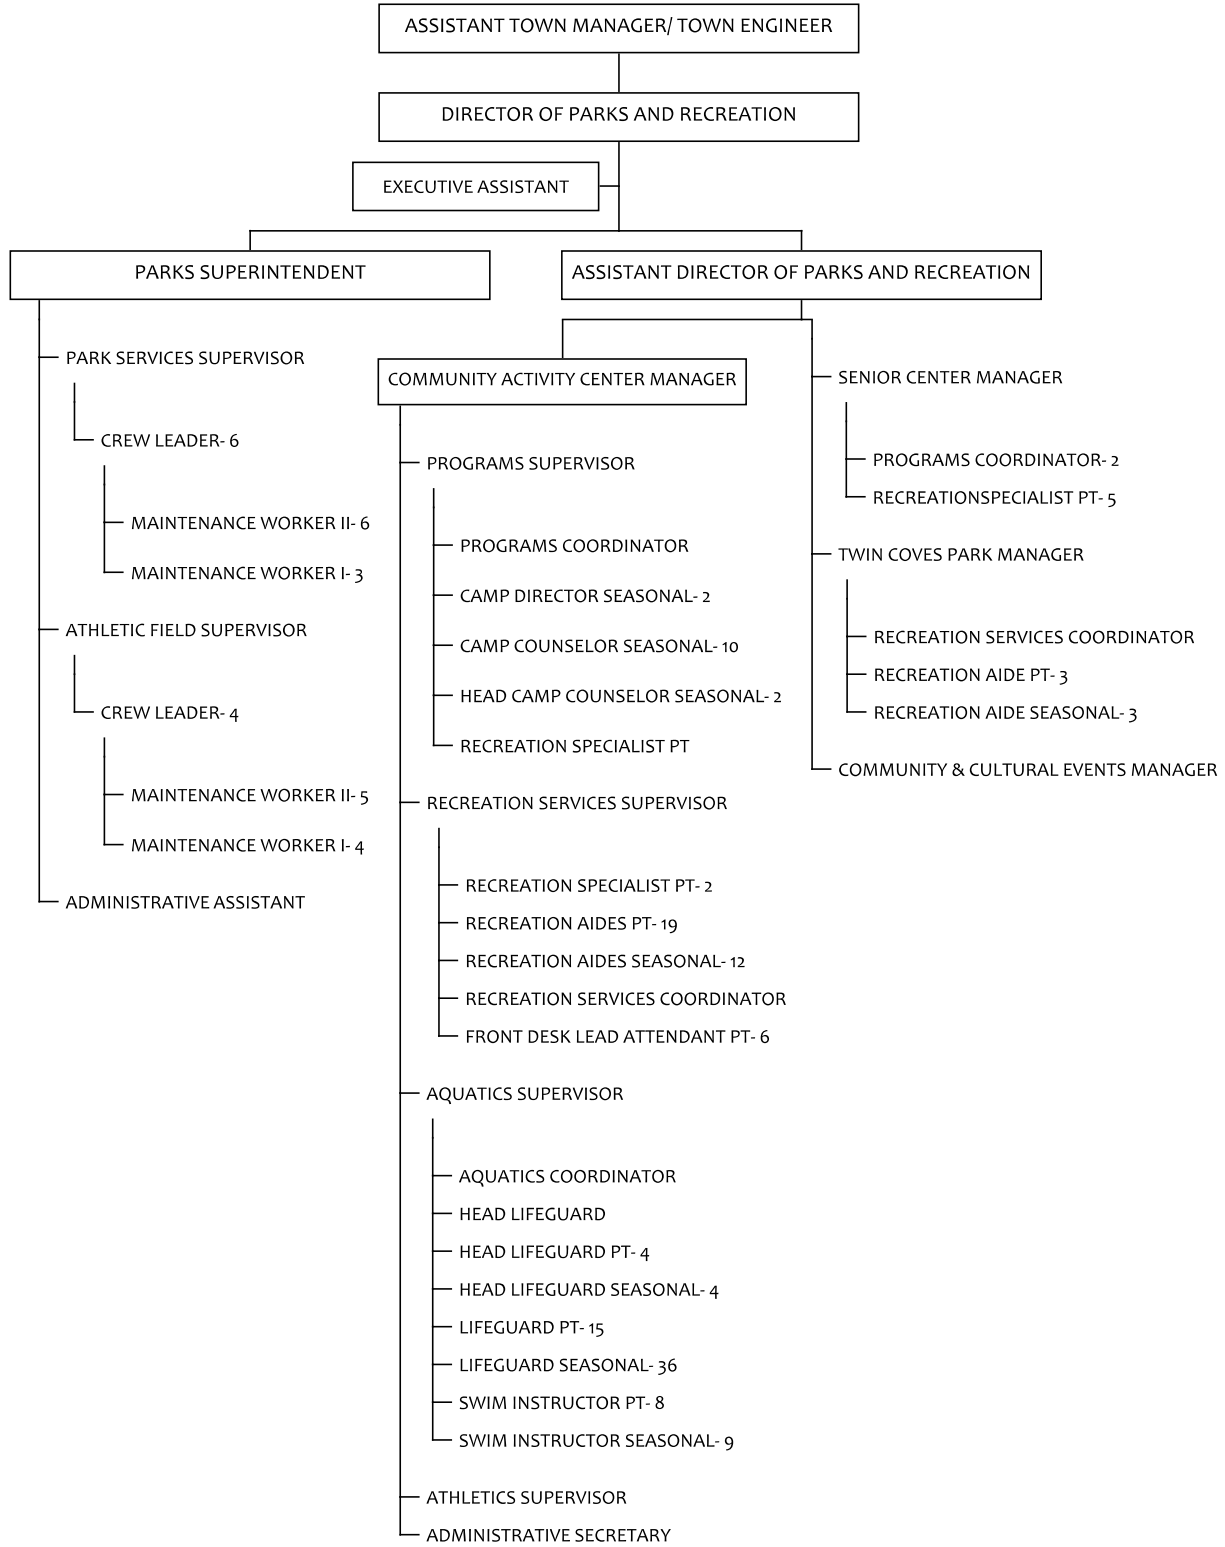 ASSISTANT TOWN MANAGER/ TOWN ENGINEER
DIRECTOR OF PARKS AND RECREATION
EXECUTIVE ASSISTANT
PARKS SUPERINTENDENT
PARK SERVICES SUPERVISOR
CREW LEADER- 6
MAINTENANCE WORKER II- 6
MAINTENANCE WORKER I- 3
ATHLETIC FIELD SUPERVISOR
CREW LEADER- 4
MAINTENANCE WORKER II- 5
MAINTENANCE WORKER I- 4
ADMINISTRATIVE ASSISTANT
ASSISTANT DIRECTOR OF PARKS AND RECREATION
COMMUNITY ACTIVITY CENTER MANAGER
PROGRAMS SUPERVISOR
PROGRAMS COORDINATOR
CAMP DIRECTOR SEASONAL- 2
CAMP COUNSELOR SEASONAL- 10
HEAD CAMP COUNSELOR SEASONAL- 2
RECREATION SPECIALIST PT
RECREATION SERVICES SUPERVISOR
RECREATION SPECIALIST PT- 2
RECREATION AIDES PT- 19
RECREATION AIDES SEASONAL- 12
RECREATION SERVICES COORDINATOR
FRONT DESK LEAD ATTENDANT PT- 6
AQUATICS SUPERVISOR
AQUATICS COORDINATOR
HEAD LIFEGUARD
HEAD LIFEGUARD PT- 4
HEAD LIFEGUARD SEASONAL- 4
LIFEGUARD PT- 15
LIFEGUARD SEASONAL- 36
SWIM INSTRUCTOR PT- 8
SWIM INSTRUCTOR SEASONAL- 9
ATHLETICS SUPERVISOR
ADMINISTRATIVE SECRETARY
SENIOR CENTER MANAGER
PROGRAMS COORDINATOR- 2
RECREATIONSPECIALIST PT- 5
TWIN COVES PARK MANAGER
RECREATION SERVICES COORDINATOR
RECREATION AIDE PT- 3
RECREATION AIDE SEASONAL- 3
COMMUNITY & CULTURAL EVENTS MANAGER